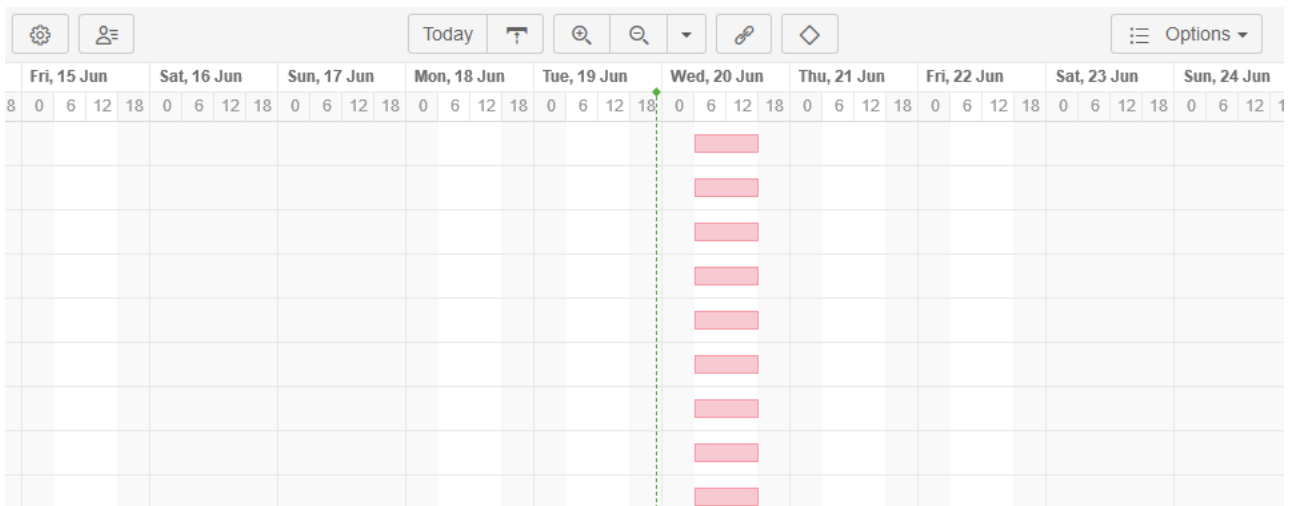 Today
Options
Fri, 15 Jun Sat, 16 Jun Sun, 17 Jun Mon, 18 Jun Tue, 19 Jun Wed, 20 Jun Thu, 21 Jun Fri, 22 Jun Sat, 23 Jun Sun, 24 Jun
8 0 6 12 18 0 6 12 18 0 6 12 18 0 6 12 18 0 6 12 18 0 6 12 18 0 6 12 18 0 6 12 18 0 6 12 18 0 6 12 1